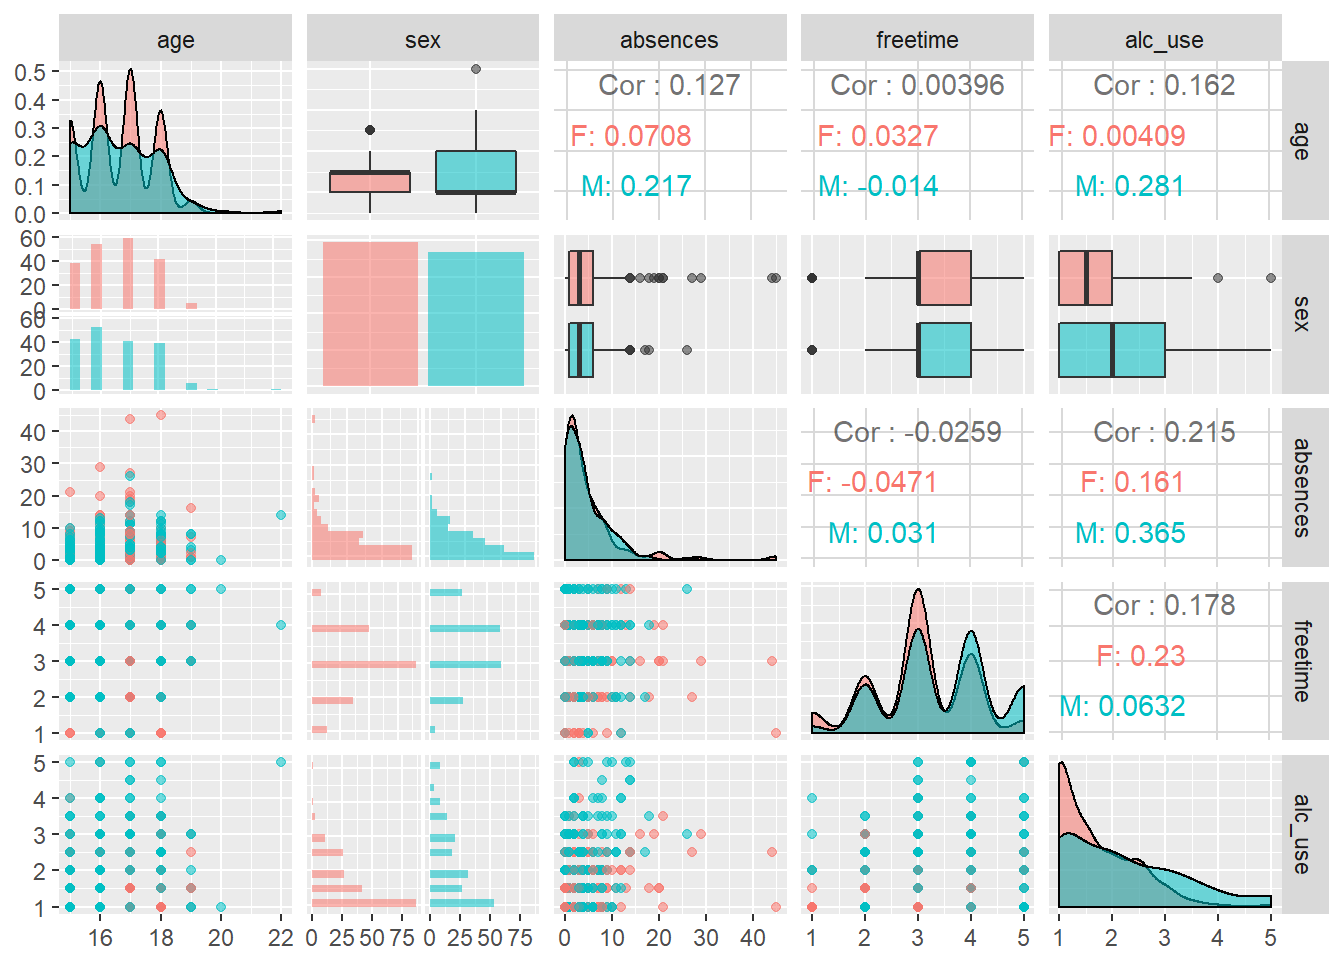 age sex absences freetime alc_use
0.5
0.4
0.3
0.2
0.1
0.0
Cor : 0.127
F: 0.0708
M: 0.217
Cor : 0.00396
F: 0.0327
M: -0.014
Cor : 0.162
F: 0.00409
M: 0.281
age
60
40
20
0
60
40
20
0
sex
40
30
20
10
0
Cor : -0.0259
F: -0.0471
M: 0.031
Cor : 0.215
F: 0.161
M: 0.365
absences
5
4
3
2
1
Cor : 0.178
F: 0.23
M: 0.0632
freetime
5
4
3
2
1
alc_use
16 18 20 22 0 25 50 75 0 25 50 75 0 10 20 30 40 1 2 3 4 5 1 2 3 4 5